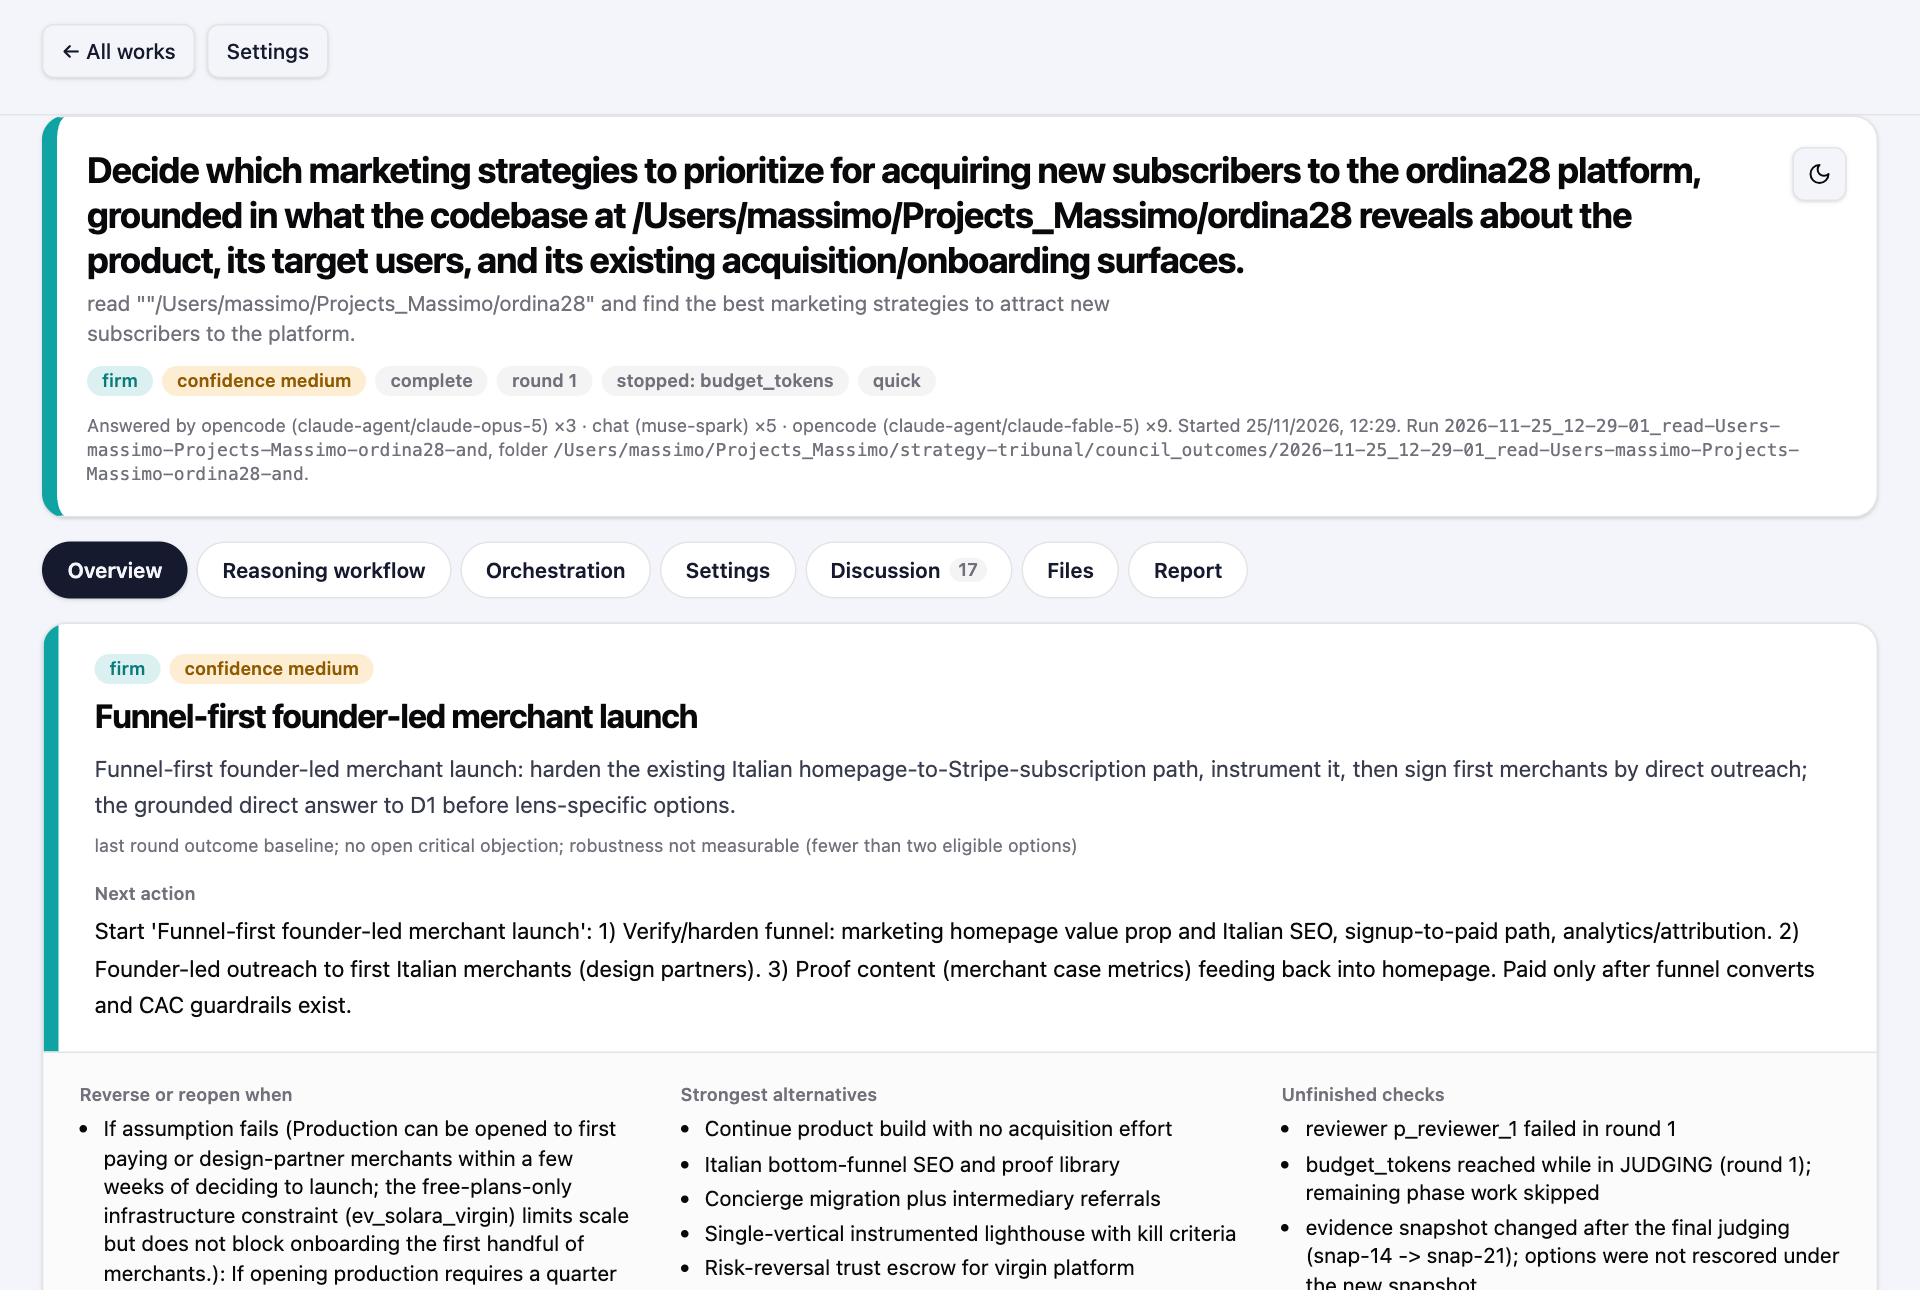 ← All works
Settings
Decide which marketing strategies to prioritize for acquiring new subscribers to the ordina28 platform,
grounded in what the codebase at /Users/massimo/Projects_Massimo/ordina28 reveals about the
product, its target users, and its existing acquisition/onboarding surfaces.
read ""/Users/massimo/Projects_Massimo/ordina28" and find the best marketing strategies to attract new
subscribers to the platform.
firm
confidence medium
complete
round 1
stopped: budget_tokens
quick
Answered by opencode (claude-agent/claude-opus-5) ×3 · chat (muse-spark) ×5 · opencode (claude-agent/claude-fable-5) ×9. Started 25/11/2026, 12:29. Run 2026-11-25_12-29-01_read-Users-
massimo-Projects-Massimo-ordina28-and, folder /Users/massimo/Projects_Massimo/strategy-tribunal/council_outcomes/2026-11-25_12-29-01_read-Users-massimo-Projects-
Massimo-ordina28-and.
Overview
Reasoning workflow
Orchestration
Settings
Discussion 17
Files
Report
firm
confidence medium
Funnel-first founder-led merchant launch
Funnel-first founder-led merchant launch: harden the existing Italian homepage-to-Stripe-subscription path, instrument it, then sign first merchants by direct outreach;
the grounded direct answer to D1 before lens-specific options.
last round outcome baseline; no open critical objection; robustness not measurable (fewer than two eligible options)
Next action
Start 'Funnel-first founder-led merchant launch': 1) Verify/harden funnel: marketing homepage value prop and Italian SEO, signup-to-paid path, analytics/attribution. 2)
Founder-led outreach to first Italian merchants (design partners). 3) Proof content (merchant case metrics) feeding back into homepage. Paid only after funnel converts
and CAC guardrails exist.
Reverse or reopen when
• If assumption fails (Production can be opened to first
paying or design-partner merchants within a few
weeks of deciding to launch; the free-plans-only
infrastructure constraint (ev_solara_virgin) limits scale
but does not block onboarding the first handful of
merchants.): If opening production requires a quarter
Strongest alternatives
• Continue product build with no acquisition effort
• Italian bottom-funnel SEO and proof library
• Concierge migration plus intermediary referrals
• Single-vertical instrumented lighthouse with kill criteria
• Risk-reversal trust escrow for virgin platform
Unfinished checks
• reviewer p_reviewer_1 failed in round 1
• budget_tokens reached while in JUDGING (round 1);
remaining phase work skipped
• evidence snapshot changed after the final judging
(snap-14 -> snap-21); options were not rescored under
the new snapshot